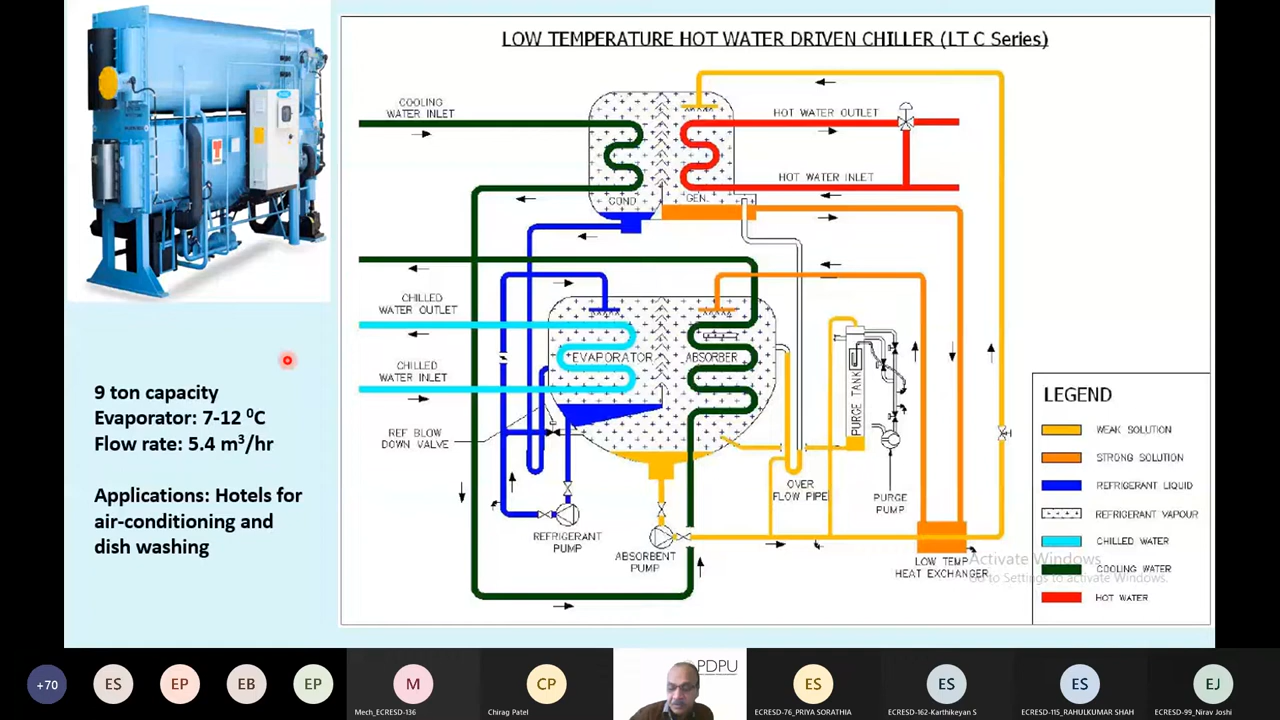 LOW TEMPERATURE HOT WATER DRIVEN CHILLER (LT C Series)
COOLING
WATER INLET
HOT WATER OUTLET
HOT WATER INLET
COND
GEN.
CHILLED
WATER OUTLET
CHILLED
WATER INLET
EVAPORATOR
ABSORBER
REF BLOW
DOWN VALVE
PURGE TANK
OVER
FLOW PIPE
PURGE
PUMP
REFRIGERANT
PUMP
ABSORBENT
PUMP
LOW TEMP
HEAT EXCHANGER
LEGEND
WEAK SOLUTION
STRONG SOLUTION
REFRIGERANT LIQUID
REFRIGERANT VAPOUR
CHILLED WATER
COOLING WATER
HOT WATER
9 ton capacity
Evaporator: 7-12 ⁰C
Flow rate: 5.4 m³/hr
Applications: Hotels for
air-conditioning and
dish washing
Activate Windows
Go to Settings to activate Windows.
+70
ES
EP
EB
EP
M
Mech_ECRESD-136
CP
Chirag Patel
PDPU
ES
ECRESD-76_PRIYA SORATHIA
ES
ECRESD-162-Karthikeyan S
ES
ECRESD-115_RAHULKUMAR SHAH
EJ
ECRESD-99_Nirav Joshi